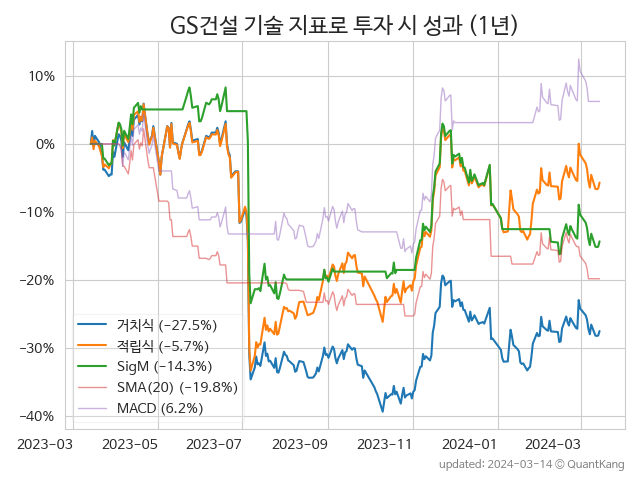 GS건설 기술 지표로 투자 시 성과 (1년)
10%
0%
−10%
−20%
−30%
−40%
거치식 (−27.5%)
적립식 (−5.7%)
SigM (−14.3%)
SMA(20) (−19.8%)
MACD (6.2%)
2023-03 2023-05 2023-07 2023-09 2023-11 2024-01 2024-03
updated: 2024-03-14 © QuantKang